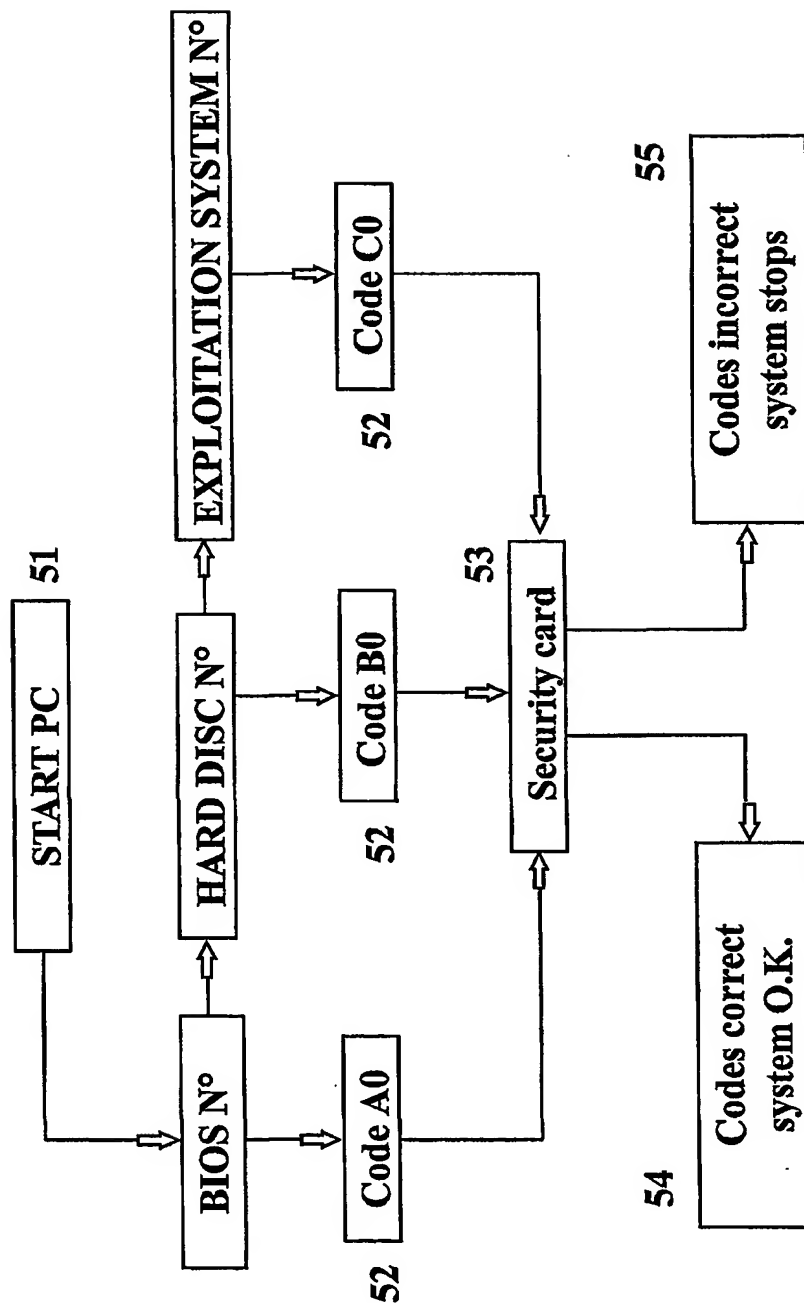 START PC
51
BIOS N°
HARD DISC N°
EXPLOITATION SYSTEM N°
Code A0
Code B0
Code C0
52
52
52
53
Security card
54
55
Codes correct
system O.K.
Codes incorrect
system stops